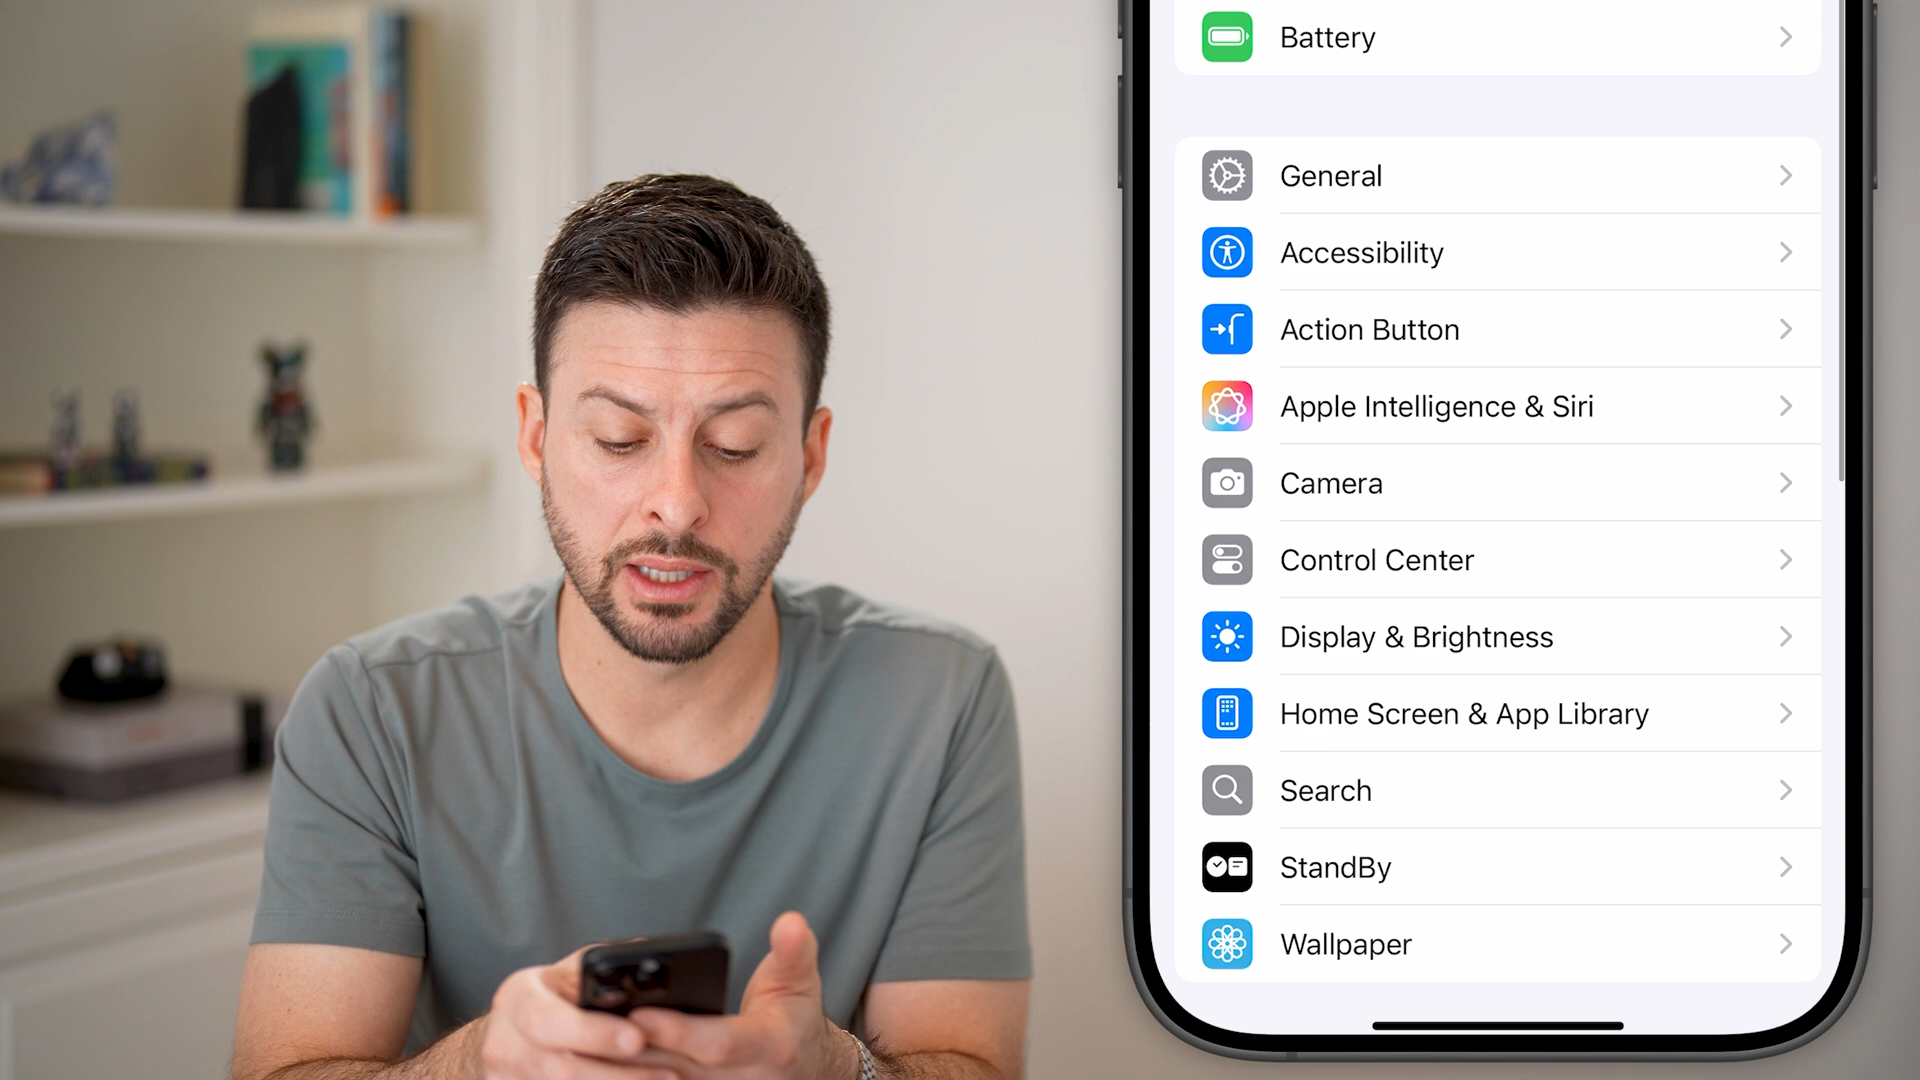 Battery
General
Accessibility
Action Button
Apple Intelligence & Siri
Camera
Control Center
Display & Brightness
Home Screen & App Library
Search
StandBy
Wallpaper